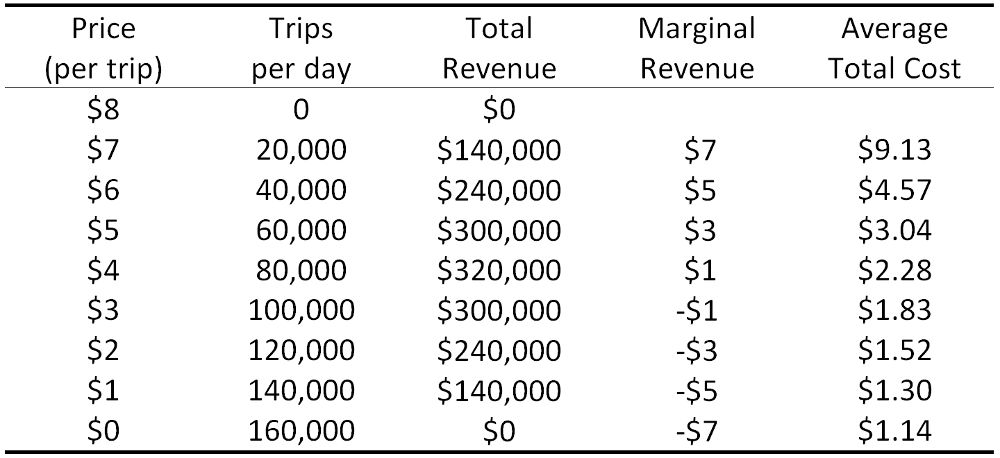 Price Trips Total Marginal Average
(per trip) per day Revenue Revenue Total Cost
$8 0 $0
$7 20,000 $140,000 $7 $9.13
$6 40,000 $240,000 $5 $4.57
$5 60,000 $300,000 $3 $3.04
$4 80,000 $320,000 $1 $2.28
$3 100,000 $300,000 -$1 $1.83
$2 120,000 $240,000 -$3 $1.52
$1 140,000 $140,000 -$5 $1.30
$0 160,000 $0 -$7 $1.14